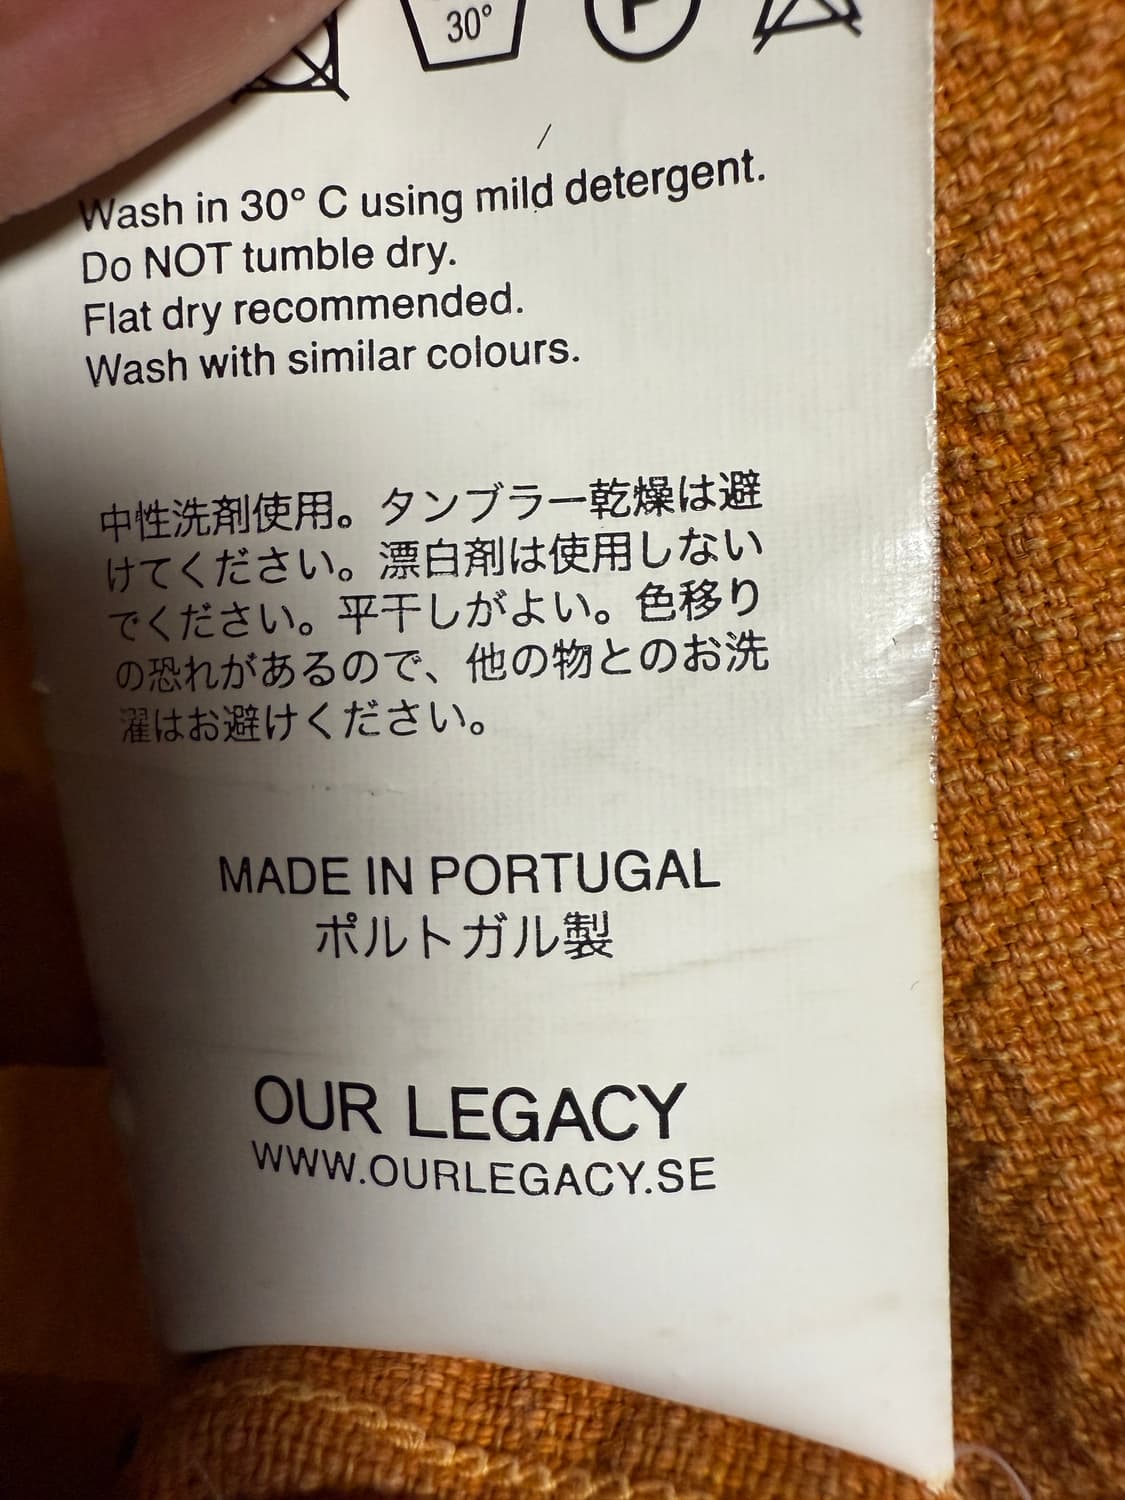 30°
P
Wash in 30° C using mild detergent.
Do NOT tumble dry.
Flat dry recommended.
Wash with similar colours.
中性洗剤使用。タンブラー乾燥は避
けてください。漂白剤は使用しない
でください。平干しがよい。色移り
の恐れがあるので、他の物とのお洗
濯はお避けください。
MADE IN PORTUGAL
ポルトガル製
OUR LEGACY
WWW.OURLEGACY.SE